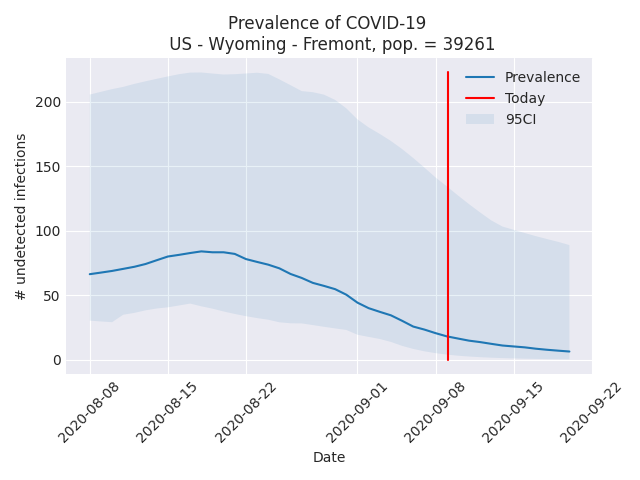 Prevalence of COVID-19
US - Wyoming - Fremont, pop. = 39261
Prevalence
Today
95CI
# undetected infections
200
150
100
50
0
2020-08-08
2020-08-15
2020-08-22
2020-09-01
2020-09-08
2020-09-15
2020-09-22
Date